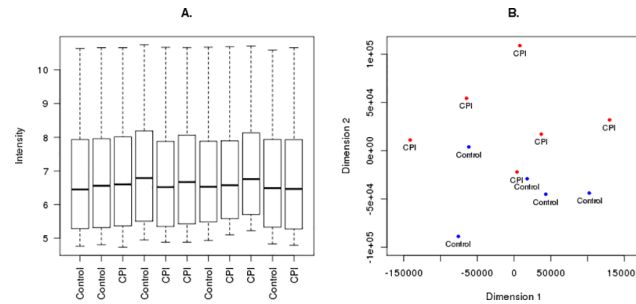 A.
Intensity
10
9
8
7
6
5
Control
Control
CPI
Control
CPI
CPI
Control
CPI
CPI
Control
CPI
B.
Dimension 2
1e+05
5e+04
0e+00
-5e+04
-1e+05
CPI
CPI
CPI
CPI
CPI
Control
CPI
Control
Control
Control
Control
-150000
-50000
0
50000
15000
Dimension 1